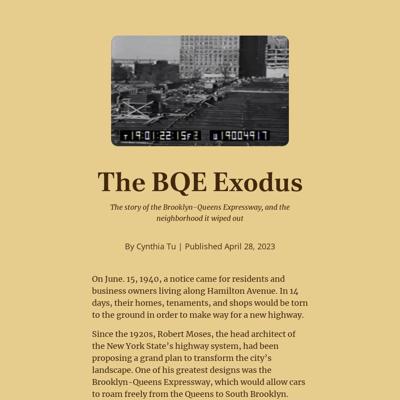 T19:01:22:15F2 W19004917
The BQE Exodus
The story of the Brooklyn-Queens Expressway, and the
neighborhood it wiped out
By Cynthia Tu | Published April 28, 2023
On June. 15, 1940, a notice came for residents and
business owners living along Hamilton Avenue. In 14
days, their homes, tenaments, and shops would be torn
to the ground in order to make way for a new highway.
Since the 1920s, Robert Moses, the head architect of
the New York State's highway system, had been
proposing a grand plan to transform the city's
landscape. One of his greatest designs was the
Brooklyn-Queens Expressway, which would allow cars
to roam freely from the Queens to South Brooklyn.